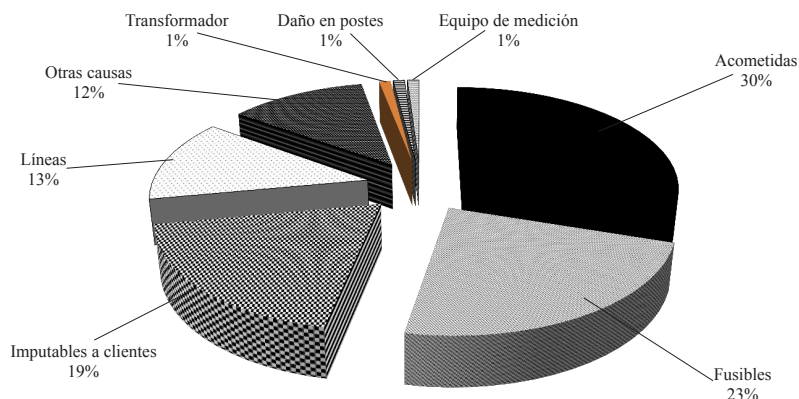 Transformador
1%
Daño en postes
1%
Equipo de medición
1%
Acometidas
30%
Otras causas
12%
Líneas
13%
Imputables a clientes
19%
Fusibles
23%